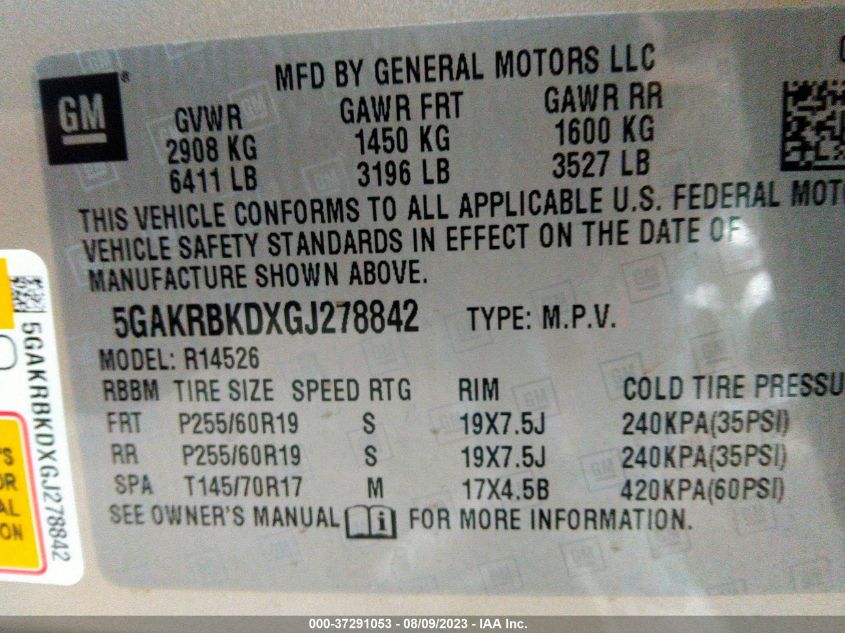 MFD BY GENERAL MOTORS LLC
GM
GVWR GAWR FRT GAWR RR
2908 KG 1450 KG 1600 KG
6411 LB 3196 LB 3527 LB
THIS VEHICLE CONFORMS TO ALL APPLICABLE U.S. FEDERAL MOT
VEHICLE SAFETY STANDARDS IN EFFECT ON THE DATE OF
MANUFACTURE SHOWN ABOVE.
5GAKRBKDXGJ278842 TYPE: M.P.V.
MODEL: R14526
RBBM TIRE SIZE SPEED RTG RIM COLD TIRE PRESSU
FRT P255/60R19 S 19X7.5J 240KPA(35PSI)
RR P255/60R19 S 19X7.5J 240KPA(35PSI)
SPA T145/70R17 M 17X4.5B 420KPA(60PSI)
SEE OWNER'S MANUAL i FOR MORE INFORMATION.
5GAKRBKDXGJ278842
'S
OR
AL
ON
000-37291053 - 08/09/2023 - IAA Inc.